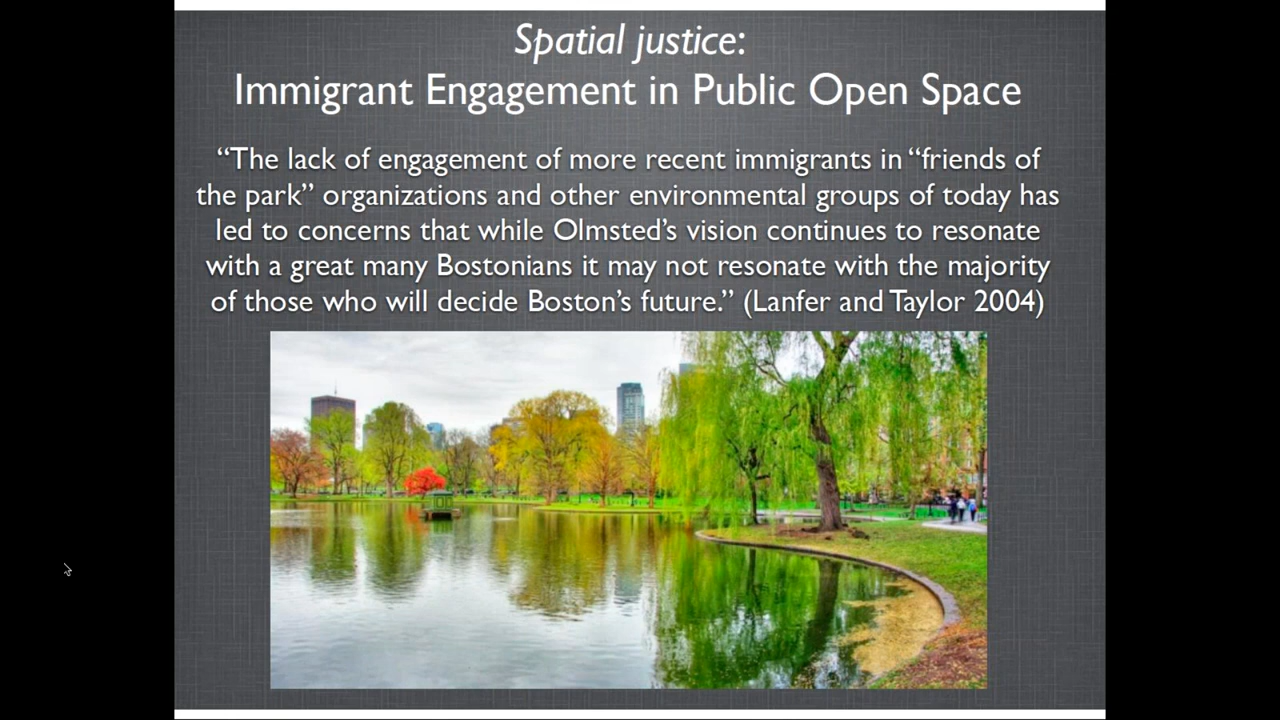 Spatial justice:
Immigrant Engagement in Public Open Space
“The lack of engagement of more recent immigrants in “friends of
the park” organizations and other environmental groups of today has
led to concerns that while Olmsted’s vision continues to resonate
with a great many Bostonians it may not resonate with the majority
of those who will decide Boston’s future.” (Lanfer and Taylor 2004)